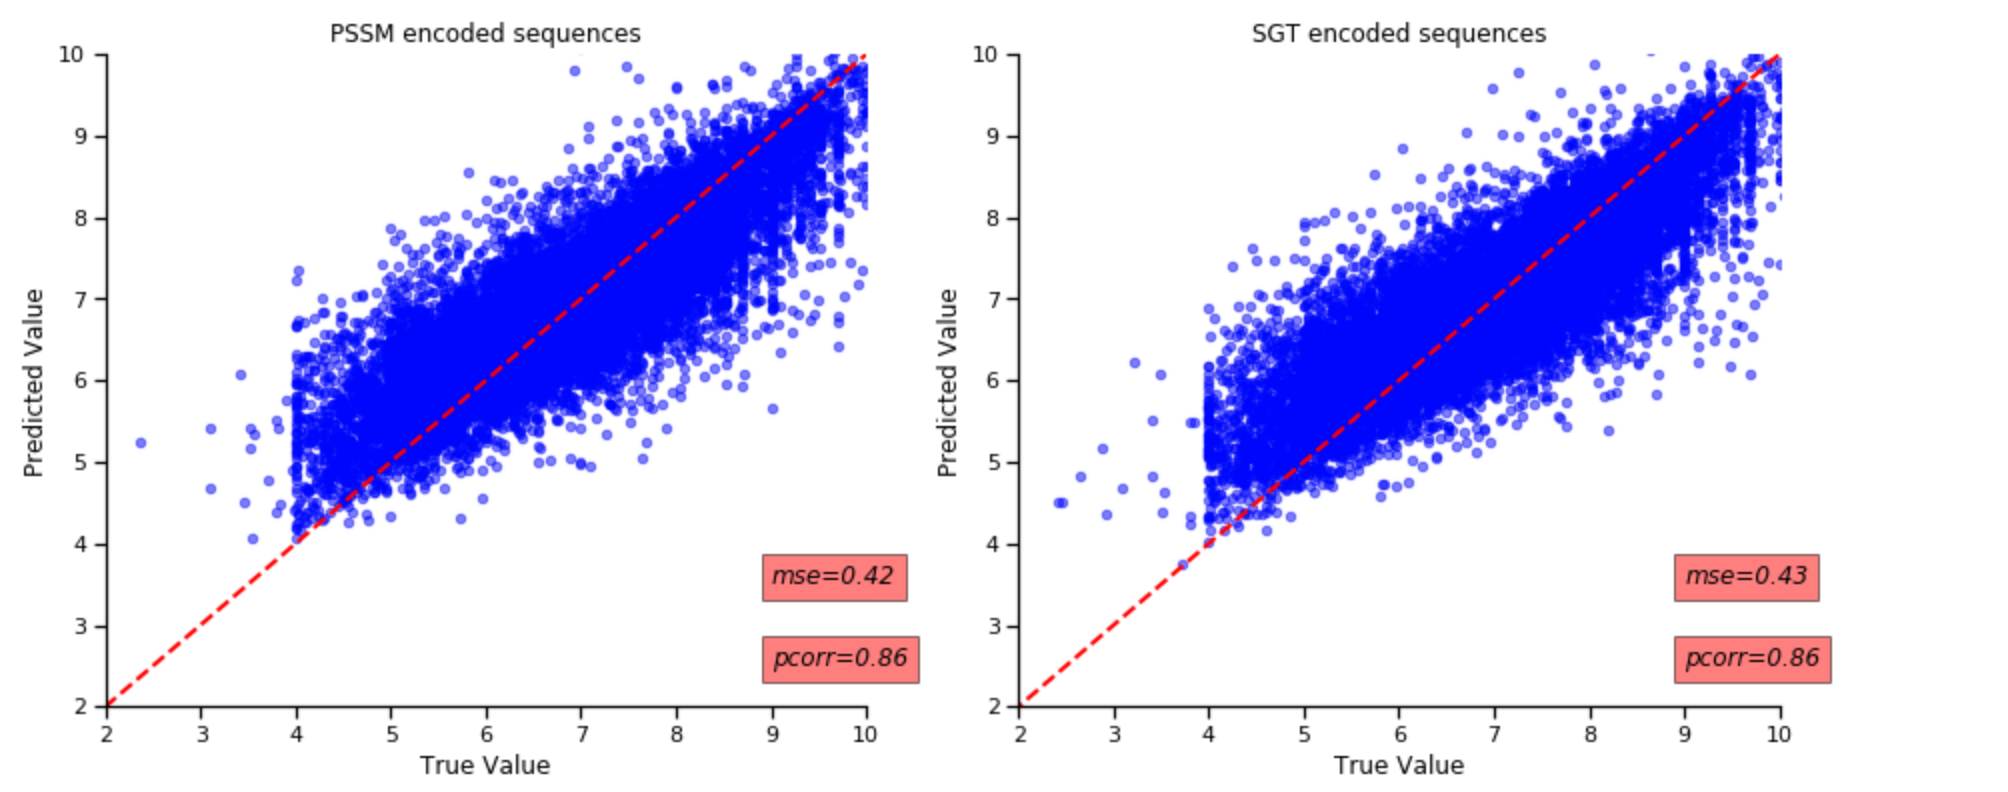 PSSM encoded sequences
10
9
8
7
6
5
4
3
2
Predicted Value
mse=0.42
pcorr=0.86
2 3 4 5 6 7 8 9 10
True Value
SGT encoded sequences
10
9
8
7
6
5
4
3
2
Predicted Value
mse=0.43
pcorr=0.86
2 3 4 5 6 7 8 9 10
True Value